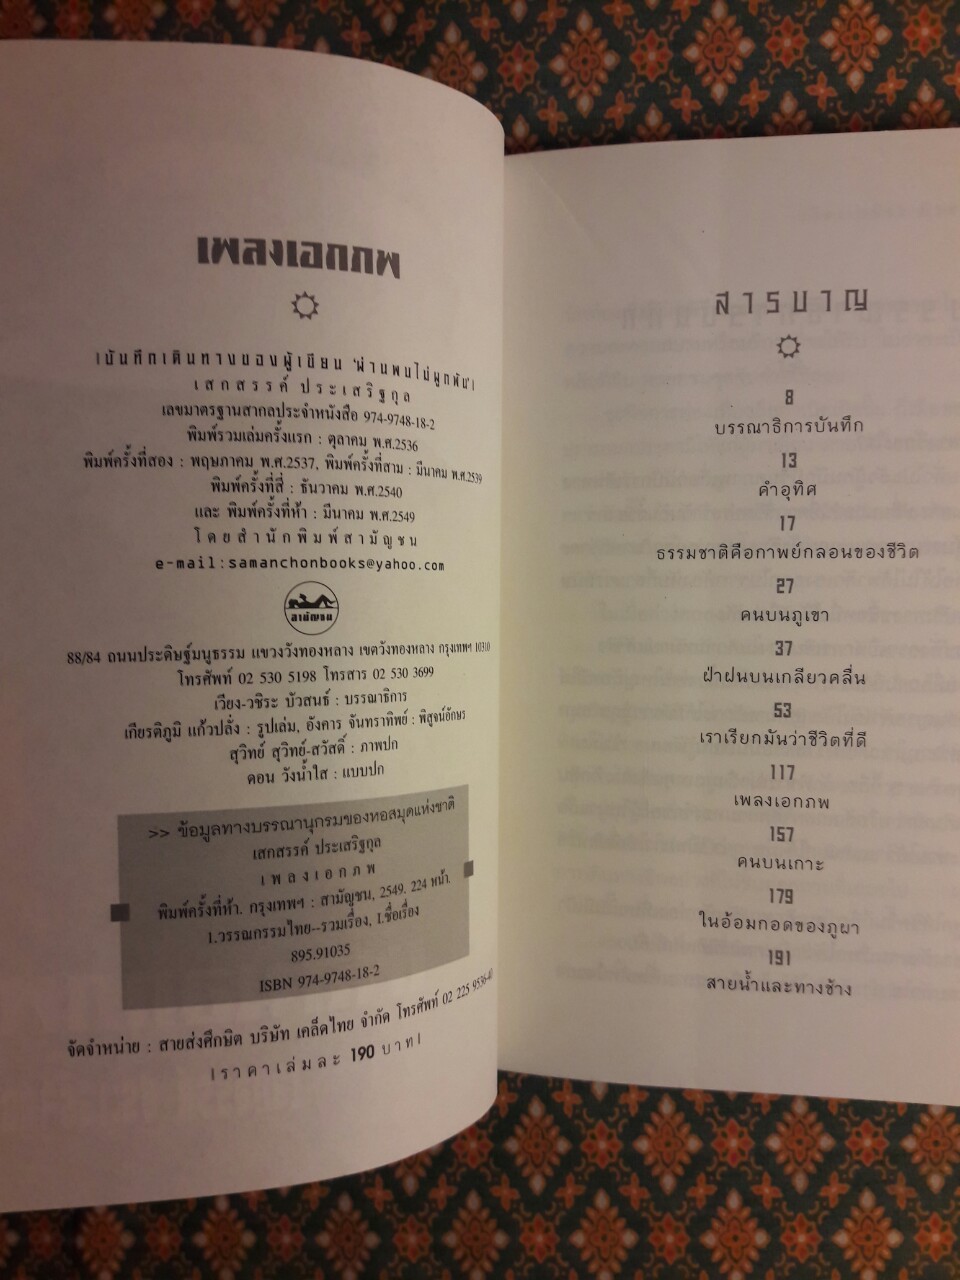 เพลงเอกภพ
|บันทึกเดินทางของผู้เขียน 'ผ่านพบไม่ผูกพัน'|
เสกสรรค์ ประเสริฐกุล
เลขมาตรฐานสากลประจำหนังสือ 974-9748-18-2
พิมพ์รวมเล่มครั้งแรก : ตุลาคม พ.ศ.2536
พิมพ์ครั้งที่สอง : พฤษภาคม พ.ศ.2537, พิมพ์ครั้งที่สาม : มีนาคม พ.ศ.2539
พิมพ์ครั้งที่สี่ : ธันวาคม พ.ศ.2540
และ พิมพ์ครั้งที่ห้า : มีนาคม พ.ศ.2549
โดยสำนักพิมพ์สามัญชน
e-mail:samanchonbooks@yahoo.com
สามัญชน
88/84 ถนนประดิษฐ์มนูธรรม แขวงวังทองหลาง เขตวังทองหลาง กรุงเทพฯ 10310
โทรศัพท์ 02 530 5198 โทรสาร 02 530 3699
เวียง-วชิระ บัวสนธ์ : บรรณาธิการ
เกียรติภูมิ แก้วปลั่ง : รูปเล่ม, อังคาร จันทราทิพย์ : พิสูจน์อักษร
สุวิทย์ สุวิทย์-สวัสดิ์ : ภาพปก
ดอน วังน้ำใส : แบบปก
>> ข้อมูลทางบรรณานุกรมของหอสมุดแห่งชาติ
เสกสรรค์ ประเสริฐกุล
เพลงเอกภพ
พิมพ์ครั้งที่ห้า. กรุงเทพฯ : สามัญชน, 2549. 224 หน้า.
1.วรรณกรรมไทย--รวมเรื่อง, I.ชื่อเรื่อง
895.91035
ISBN 974-9748-18-2
จัดจำหน่าย : สายส่งศึกษิต บริษัท เคล็ดไทย จำกัด โทรศัพท์ 02 225 9536-40
|ราคาเล่มละ 190 บาท|
สารบาญ
8
บรรณาธิการบันทึก
13
คำอุทิศ
17
ธรรมชาติคือกาพย์กลอนของชีวิต
27
คนบนภูเขา
37
ฝ่าฝนบนเกลียวคลื่น
53
เราเรียกมันว่าชีวิตที่ดี
117
เพลงเอกภพ
157
คนบนเกาะ
179
ในอ้อมกอดของภูผา
191
สายน้ำและทางช้าง